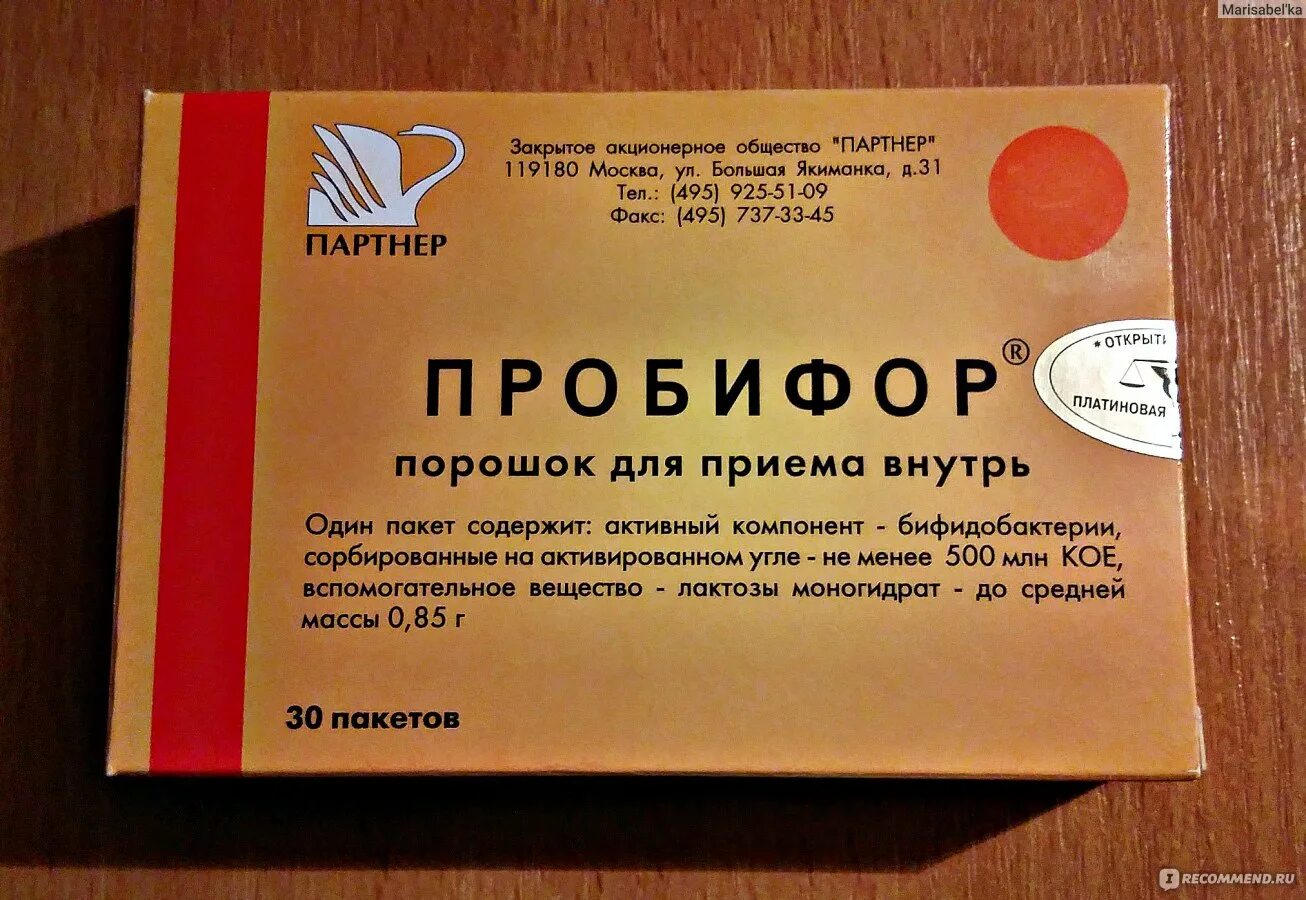 Marisabel'ka
ПАРТНЕР
Закрытое акционерное общество "ПАРТНЕР"
119180 Москва, ул. Большая Якиманка, д.31
Тел.: (495) 925-51-09
Факс: (495) 737-33-45
* ОТКРЫТИ
ПЛАТИНОВАЯ
ПРОБИФОР®
порошок для приема внутрь
Один пакет содержит: активный компонент - бифидобактерии,
сорбированные на активированном угле - не менее 500 млн КОЕ,
вспомогательное вещество - лактозы моногидрат - до средней
массы 0,85 г
30 пакетов
IRECOMMEND.RU